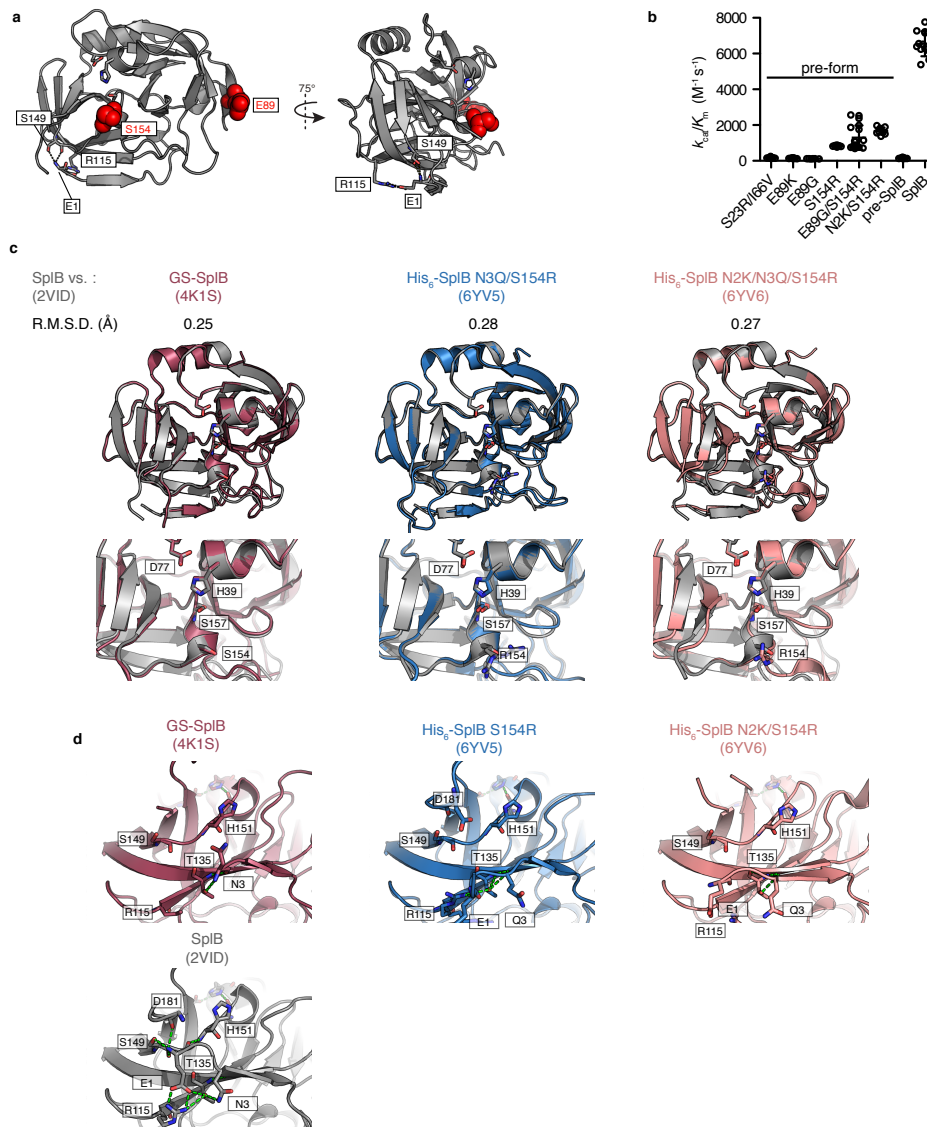 a
b
75°
S149
S154
E89
R115
E1
S149
R115
E1
k_cat/K_m (M⁻¹ s⁻¹)
8000
6000
4000
2000
0
pre-form
S23R/I66V
E89K
E89G
S154R
E89G/S154R
N2K/S154R
pre-SplB
SplB
c
SplB vs. :
(2VID)
GS-SplB
(4K1S)
His₆-SplB N3Q/S154R
(6YV5)
His₆-SplB N2K/N3Q/S154R
(6YV6)
R.M.S.D. (Å)
0.25
0.28
0.27
D77
H39
S157
S154
D77
H39
S157
R154
D77
H39
S157
R154
d
GS-SplB
(4K1S)
His₆-SplB S154R
(6YV5)
His₆-SplB N2K/S154R
(6YV6)
S149
H151
T135
N3
R115
D181
S149
H151
T135
R115
E1
Q3
S149
H151
T135
E1
Q3
R115
SplB
(2VID)
D181
S149
H151
T135
E1
R115
N3